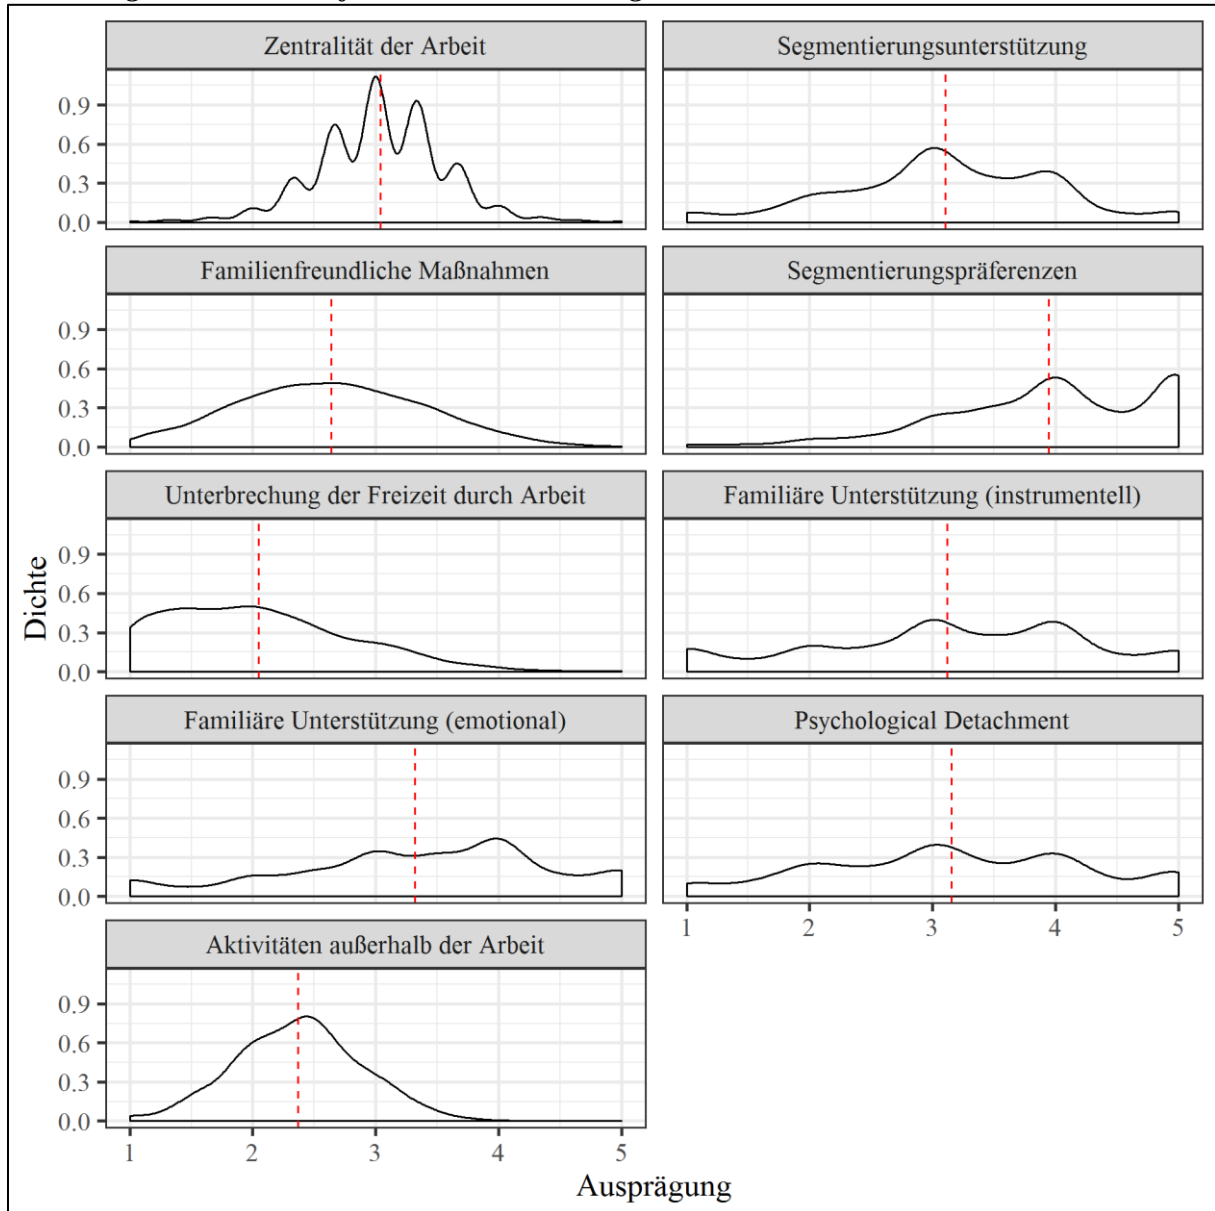 Zentralität der Arbeit
Segmentierungsunterstützung
0.9
0.6
0.3
0.0
Familienfreundliche Maßnahmen
Segmentierungspräferenzen
0.9
0.6
0.3
0.0
Unterbrechung der Freizeit durch Arbeit
Familiäre Unterstützung (instrumentell)
0.9
0.6
0.3
0.0
Dichte
Familiäre Unterstützung (emotional)
Psychological Detachment
0.9
0.6
0.3
0.0
1 2 3 4 5
Aktivitäten außerhalb der Arbeit
0.9
0.6
0.3
0.0
1 2 3 4 5
Ausprägung